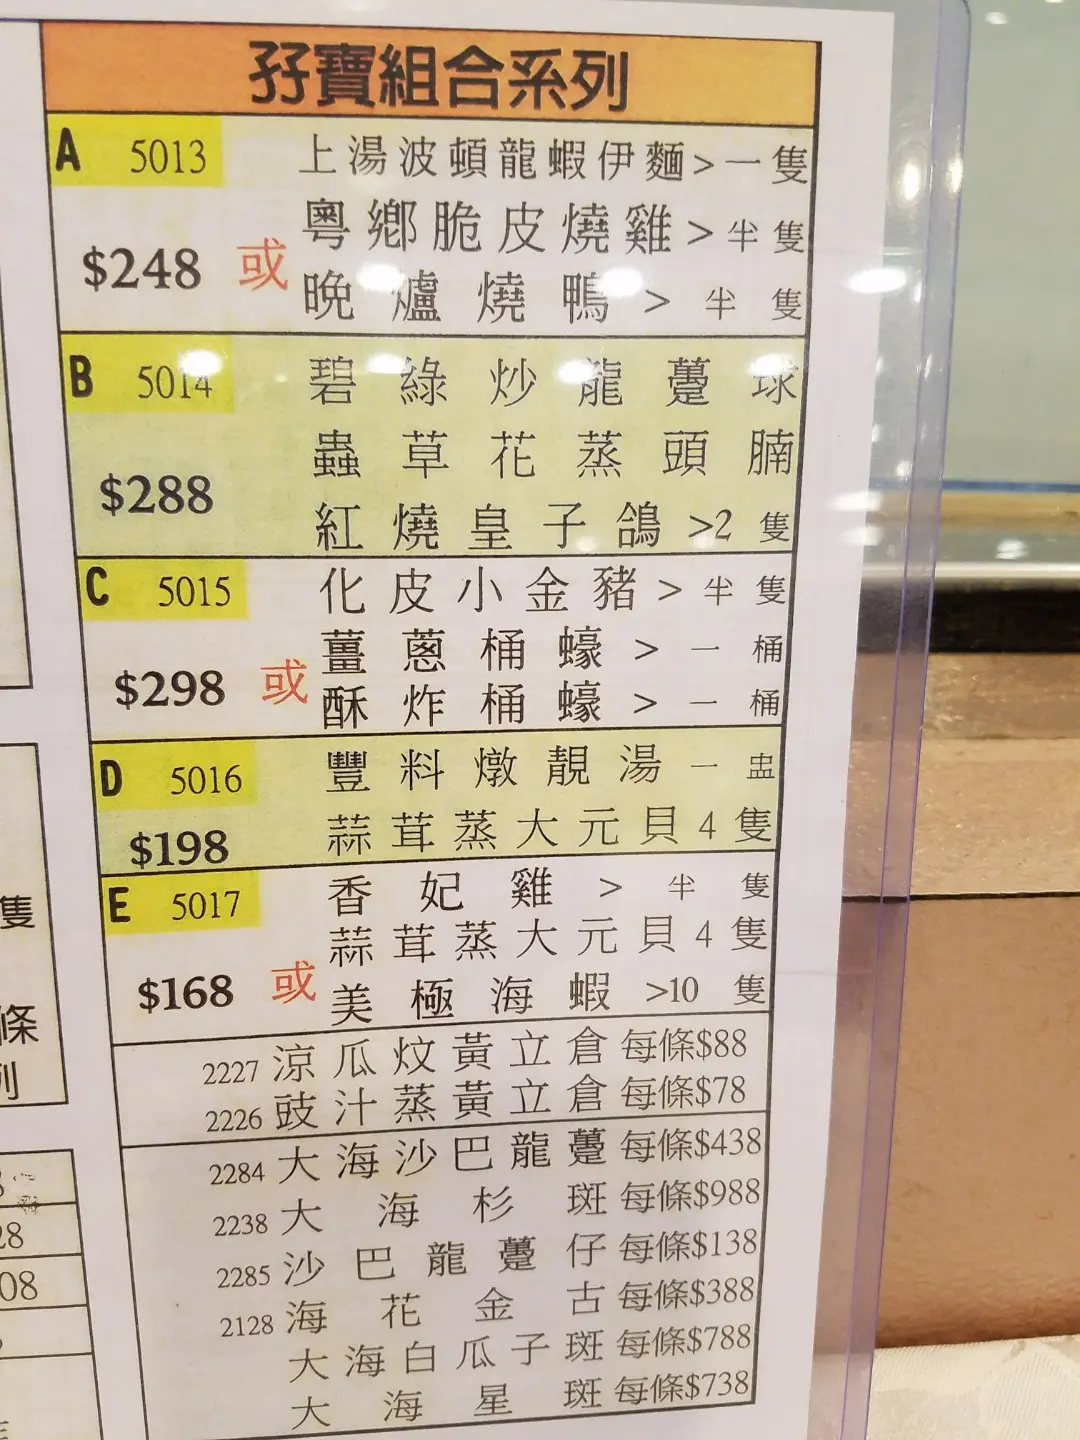 孖寶組合系列
A 5013 上湯波頓龍蝦伊麵>一隻
粵鄉脆皮燒雞>半隻
$248 或
晚爐燒鴨>半隻
B 5014 碧綠炒龍躉球
蟲草花蒸頭腩
$288
紅燒皇子鴿>2隻
C 5015 化皮小金豬>半隻
薑蔥桶蠔>一桶
$298 或
酥炸桶蠔>一桶
D 5016 豐料燉靚湯一盅
$198 蒜茸蒸大元貝4隻
E 5017 香妃雞>半隻
蒜茸蒸大元貝4隻
$168 或
美極海蝦>10隻
2227 涼瓜炆黃立倉每條$88
2226 豉汁蒸黃立倉每條$78
2284 大海沙巴龍躉每條$438
2238 大海杉斑每條$988
2285 沙巴龍躉仔每條$138
2128 海花金古每條$388
大海白瓜子斑每條$788
大海星斑每條$738
隻
條
列
28
08